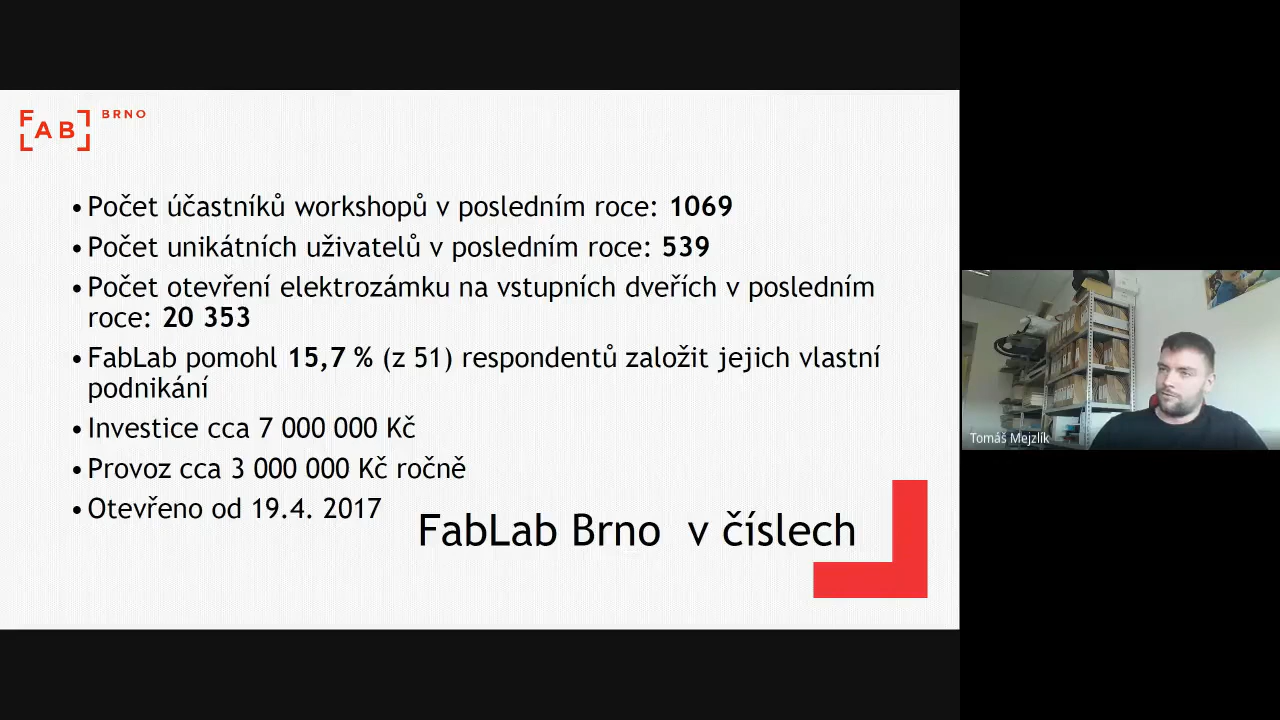 FAB BRNO
•Počet účastníků workshopů v posledním roce: 1069
•Počet unikátních uživatelů v posledním roce: 539
•Počet otevření elektrozámku na vstupních dveřích v posledním
roce: 20 353
•FabLab pomohl 15,7 % (z 51) respondentů založit jejich vlastní
podnikání
•Investice cca 7 000 000 Kč
•Provoz cca 3 000 000 Kč ročně
•Otevřeno od 19.4. 2017
FabLab Brno v číslech
Tomáš Mejzlík